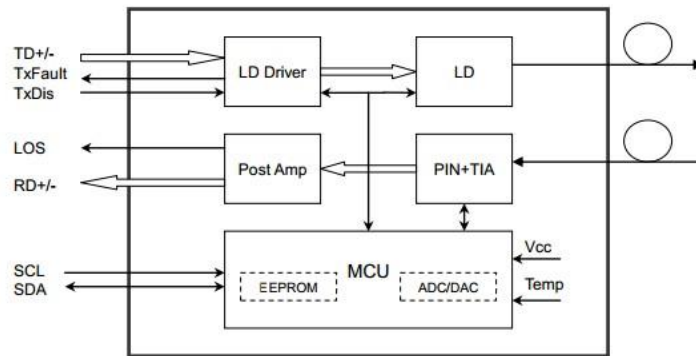 TD+/-
TxFault
TxDis
LD Driver
LD
LOS
RD+/-
Post Amp
PIN+TIA
SCL
SDA
MCU
EEPROM
ADC/DAC
Vcc
Temp